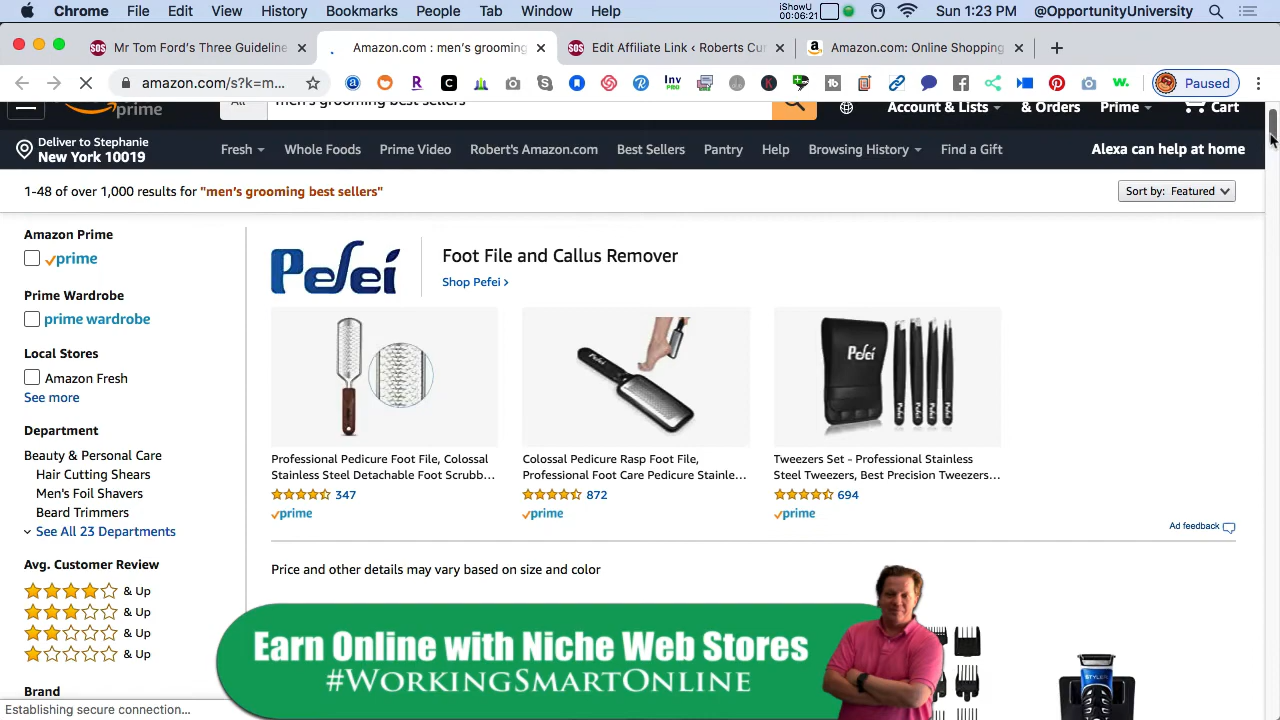 Chrome File Edit View History Bookmarks People Tab Window Help
iShowU
00:06:21
Sun 1:23 PM @OpportunityUniversity
Mr Tom Ford's Three Guideline
Amazon.com : men's grooming
Edit Affiliate Link ‹ Roberts Cur
Amazon.com: Online Shopping
amazon.com/s?k=m...
Paused
prime
All
men's grooming best sellers
Account & Lists
& Orders
Prime
Cart
Deliver to Stephanie
New York 10019
Fresh
Whole Foods
Prime Video
Robert's Amazon.com
Best Sellers
Pantry
Help
Browsing History
Find a Gift
Alexa can help at home
1-48 of over 1,000 results for "men's grooming best sellers"
Sort by: Featured
Amazon Prime
prime
Prime Wardrobe
prime wardrobe
Local Stores
Amazon Fresh
See more
Department
Beauty & Personal Care
Hair Cutting Shears
Men's Foil Shavers
Beard Trimmers
See All 23 Departments
Avg. Customer Review
& Up
& Up
& Up
& Up
Brand
Pefei
Foot File and Callus Remover
Shop Pefei ›
Professional Pedicure Foot File, Colossal
Stainless Steel Detachable Foot Scrubb...
347
prime
Colossal Pedicure Rasp Foot File,
Professional Foot Care Pedicure Stainle...
872
prime
Tweezers Set - Professional Stainless
Steel Tweezers, Best Precision Tweezers...
694
prime
Ad feedback
Price and other details may vary based on size and color
Earn Online with Niche Web Stores
#WorkingSmartOnline
STYLER
Establishing secure connection...